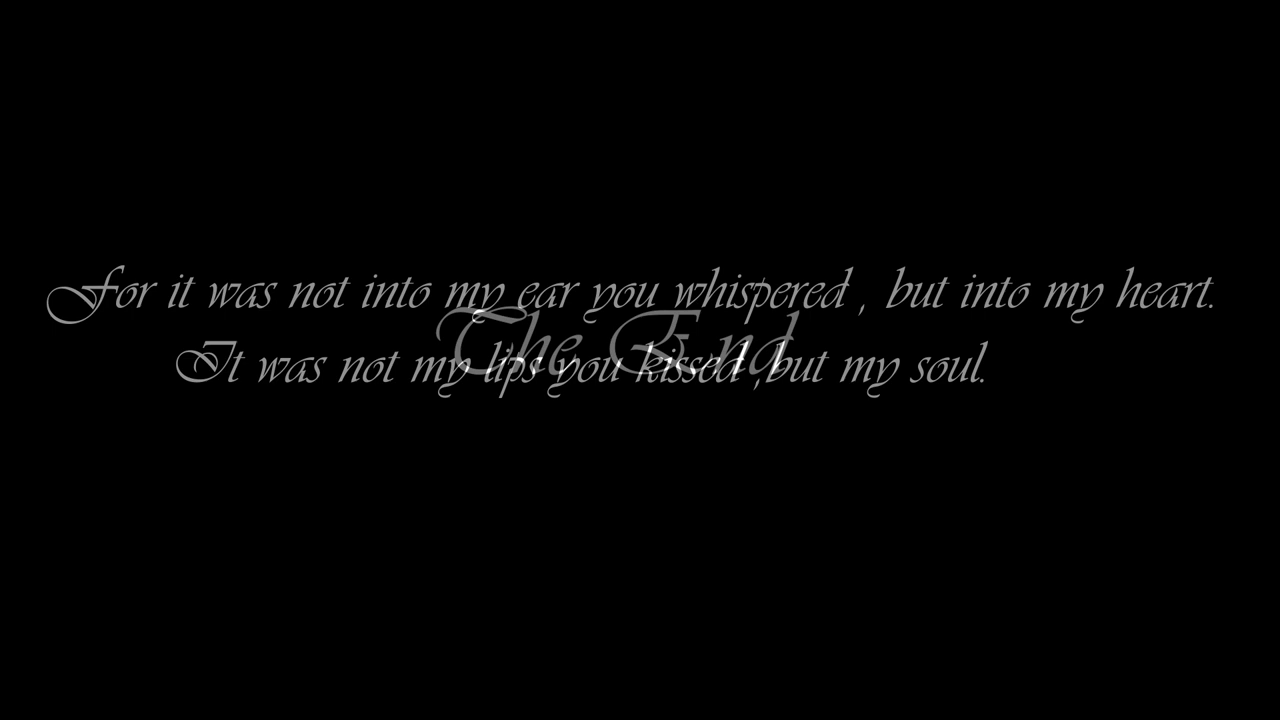 For it was not into my ear you whispered , but into my heart.
The End
It was not my lips you kissed ,but my soul.